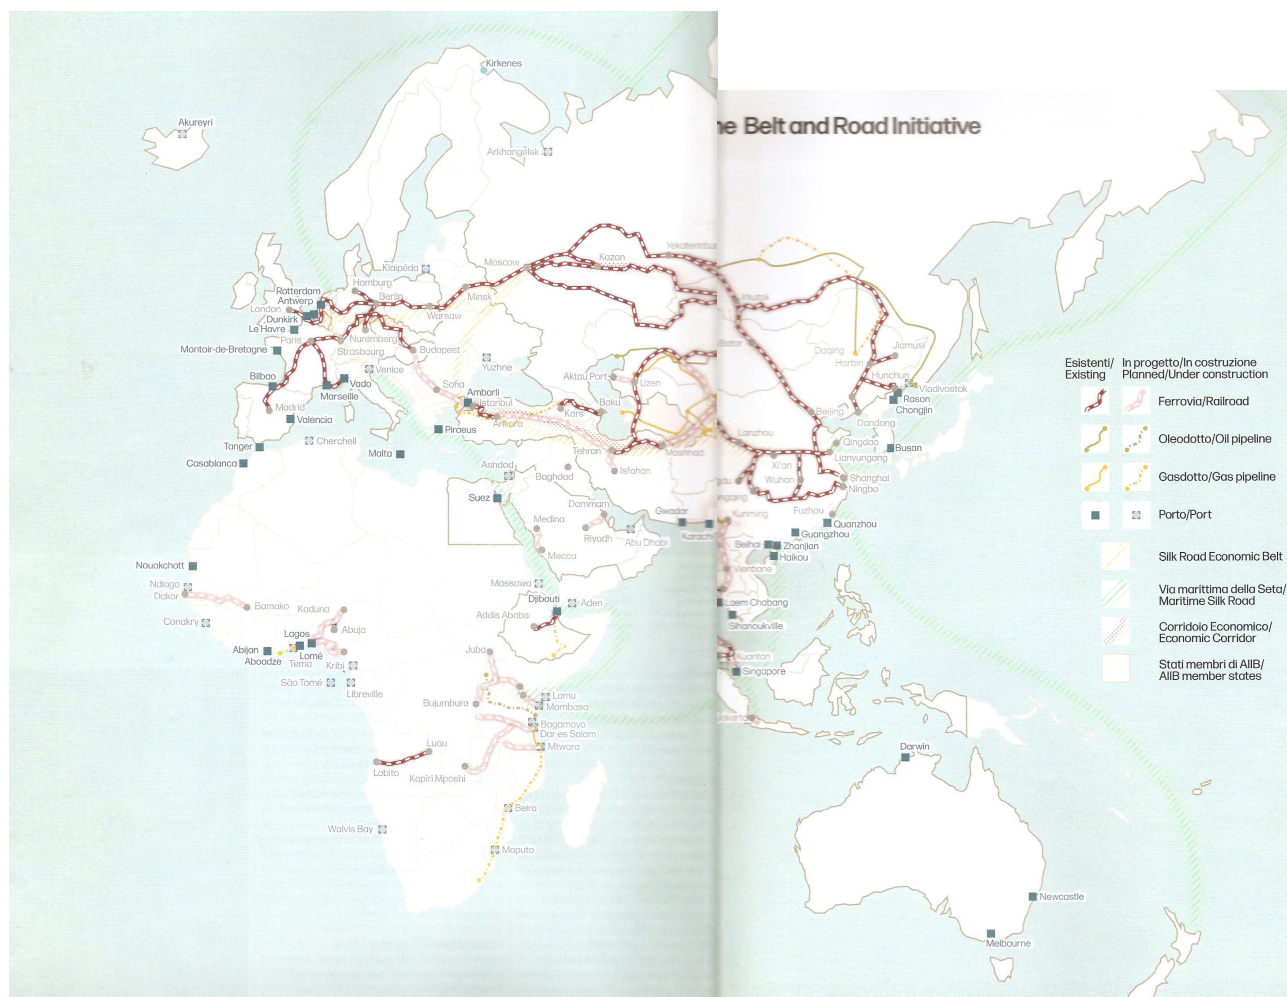 Belt and Road Initiative
Kirkenes
Akureyri
Arkhangelsk
Klaipėda
Moscow
Kazan
Hamburg
Rotterdam
Antwerp
Berlin
London
Dunkirk
Le Havre
Paris
Minsk
Warsaw
Nuremberg
Strasbourg
Budapest
Montoir-de-Bretagne
Venice
Yuzhne
Bilbao
Vado
Marseille
Madrid
Valencia
Sofia
Ambarli
Istanbul
Ankara
Kars
Baku
Aktau Port
Uzen
Piraeus
Tanger
Cherchell
Casablanca
Malta
Tehran
Isfahan
Ashdod
Baghdad
Suez
Dammam
Medina
Riyadh
Mecca
Abu Dhabi
Gwadar
Karachi
Nouakchott
Ndiago
Dakar
Bamako
Conakry
Massawa
Djibouti
Aden
Addis Ababa
Kaduna
Abuja
Lagos
Abijan
Lomé
Aboadze
Tema
Kribi
São Tomé
Libreville
Juba
Bujumbura
Lamu
Mombasa
Bagamoyo
Dar es Salam
Mtwara
Luau
Lobito
Kapiri Mposhi
Beira
Walvis Bay
Maputo
Irkutsk
Daqing
Jiamusi
Harbin
Hunchun
Vladivostok
Rason
Chongjin
Beijing
Dandang
Lanzhou
Qingdao
Lianyungang
Busan
Xi'an
Wuhan
Shanghai
Ningbo
Fuzhou
Kunming
Quanzhou
Guangzhou
Beihai
Zhanjian
Haikou
Vientiane
Laem Chabang
Sihanoukville
Kuantan
Singapore
Jakarta
Darwin
Newcastle
Melbourne
Esistenti/
Existing
In progetto/In costruzione
Planned/Under construction
Ferrovia/Railroad
Oleodotto/Oil pipeline
Gasdotto/Gas pipeline
Porto/Port
Silk Road Economic Belt
Via marittima della Seta/
Maritime Silk Road
Corridoio Economico/
Economic Corridor
Stati membri di AIIB/
AIIB member states